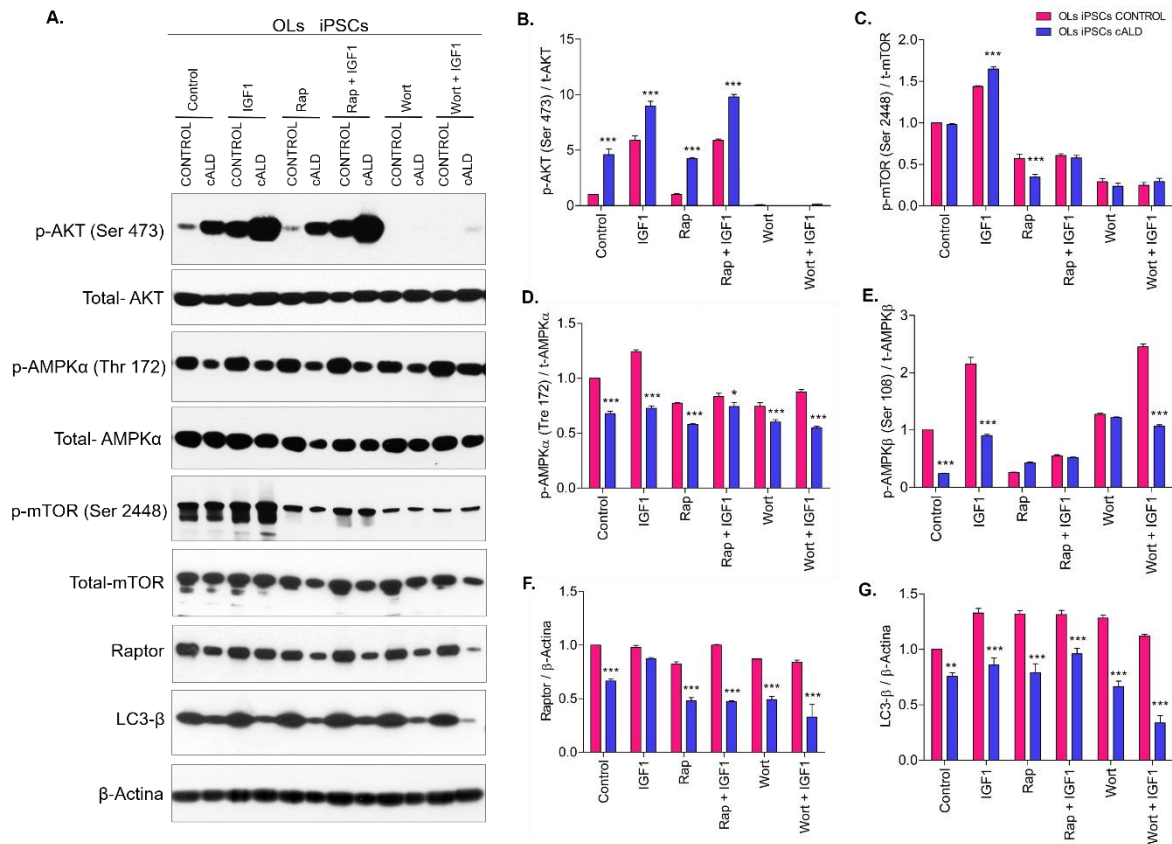 A.
OLs iPSCs
Control
IGF1
Rap
Rap + IGF1
Wort
Wort + IGF1
CONTROL
cALD
CONTROL
cALD
CONTROL
cALD
CONTROL
cALD
CONTROL
cALD
CONTROL
cALD
p-AKT (Ser 473)
Total- AKT
p-AMPKα (Thr 172)
Total- AMPKα
p-mTOR (Ser 2448)
Total-mTOR
Raptor
LC3-β
β-Actina
B.
p-AKT (Ser 473) / t-AKT
15
10
5
0
***
***
***
***
Control
IGF1
Rap
Rap + IGF1
Wort
Wort + IGF1
C.
OLs iPSCs CONTROL
OLs iPSCs cALD
p-mTOR (Ser 2448) / t-mTOR
2.0
1.5
1.0
0.5
0.0
***
***
Control
IGF1
Rap
Rap + IGF1
Wort
Wort + IGF1
D.
p-AMPKα (Tre 172) / t-AMPKα
1.5
1.0
0.5
0.0
***
***
***
*
***
***
Control
IGF1
Rap
Rap + IGF1
Wort
Wort + IGF1
E.
p-AMPKβ (Ser 108) / t-AMPKβ
3
2
1
0
***
***
***
Control
IGF1
Rap
Rap + IGF1
Wort
Wort + IGF1
F.
Raptor / β-Actina
1.5
1.0
0.5
0.0
***
***
***
***
***
Control
IGF1
Rap
Rap + IGF1
Wort
Wort + IGF1
G.
LC3-β / β-Actina
1.5
1.0
0.5
0.0
**
***
***
***
***
***
Control
IGF1
Rap
Rap + IGF1
Wort
Wort + IGF1